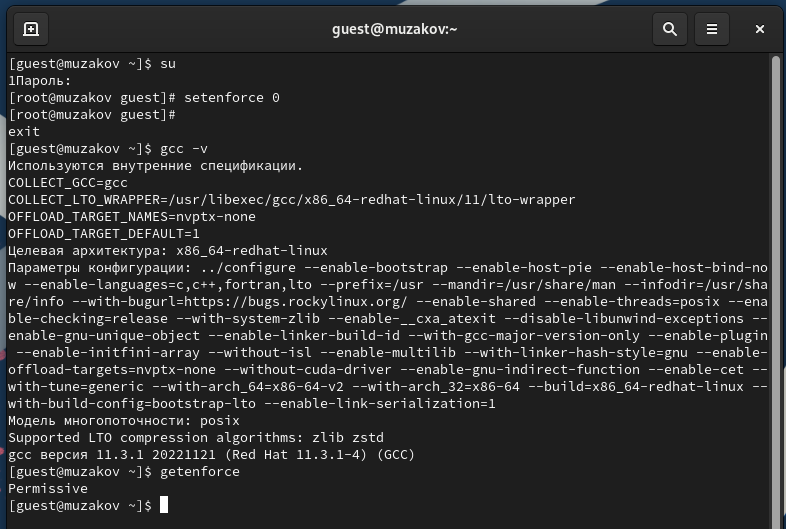 guest@muzakov:~
[guest@muzakov ~]$ su
1Пароль:
[root@muzakov guest]# setenforce 0
[root@muzakov guest]#
exit
[guest@muzakov ~]$ gcc -v
Используются внутренние спецификации.
COLLECT_GCC=gcc
COLLECT_LTO_WRAPPER=/usr/libexec/gcc/x86_64-redhat-linux/11/lto-wrapper
OFFLOAD_TARGET_NAMES=nvptx-none
OFFLOAD_TARGET_DEFAULT=1
Целевая архитектура: x86_64-redhat-linux
Параметры конфигурации: ../configure --enable-bootstrap --enable-host-pie --enable-host-bind-no
w --enable-languages=c,c++,fortran,lto --prefix=/usr --mandir=/usr/share/man --infodir=/usr/sha
re/info --with-bugurl=https://bugs.rockylinux.org/ --enable-shared --enable-threads=posix --ena
ble-checking=release --with-system-zlib --enable-__cxa_atexit --disable-libunwind-exceptions --
enable-gnu-unique-object --enable-linker-build-id --with-gcc-major-version-only --enable-plugin
 --enable-initfini-array --without-isl --enable-multilib --with-linker-hash-style=gnu --enable-
offload-targets=nvptx-none --without-cuda-driver --enable-gnu-indirect-function --enable-cet --
with-tune=generic --with-arch_64=x86-64-v2 --with-arch_32=x86-64 --build=x86_64-redhat-linux --
with-build-config=bootstrap-lto --enable-link-serialization=1
Модель многопоточности: posix
Supported LTO compression algorithms: zlib zstd
gcc версия 11.3.1 20221121 (Red Hat 11.3.1-4) (GCC)
[guest@muzakov ~]$ getenforce
Permissive
[guest@muzakov ~]$